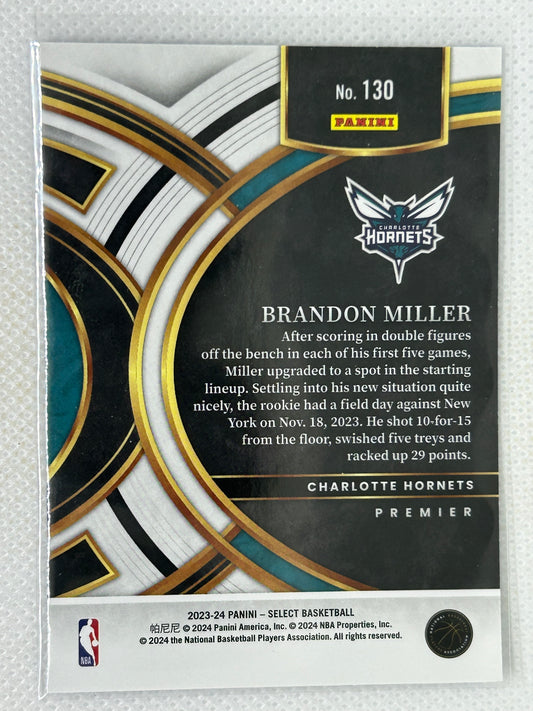 No. 130
PANINI
CHARLOTTE
HORNETS
BRANDON MILLER
After scoring in double figures
off the bench in each of his first five games,
Miller upgraded to a spot in the starting
lineup. Settling into his new situation quite
nicely, the rookie had a field day against New
York on Nov. 18, 2023. He shot 10-for-15
from the floor, swished five treys and
racked up 29 points.
CHARLOTTE HORNETS
PREMIER
2023-24 PANINI – SELECT BASKETBALL
帕尼尼 © 2024 Panini America, Inc. © 2024 NBA Properties, Inc.
© 2024 the National Basketball Players Association. All rights reserved.
NBA